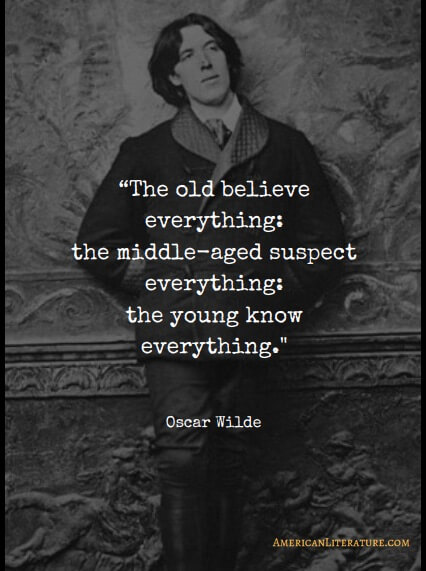 “The old believe
everything:
the middle-aged suspect
everything:
the young know
everything."
Oscar Wilde
AmericanLiterature.com